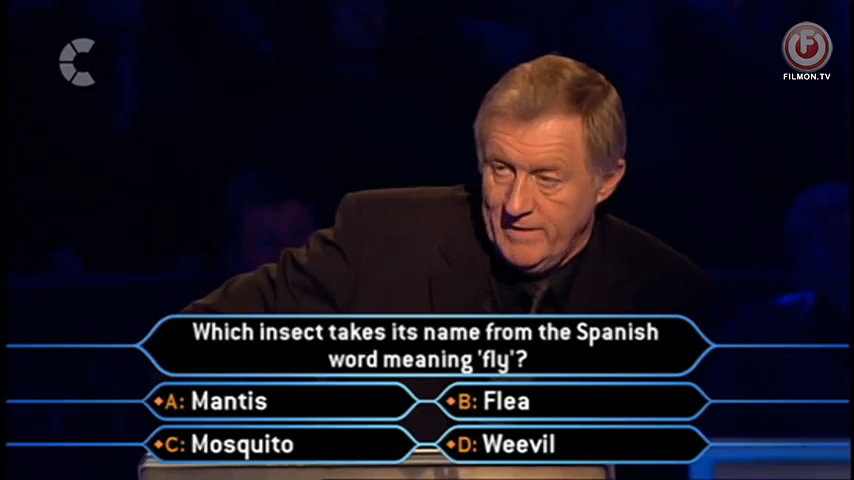 FILMON.TV
Which insect takes its name from the Spanish
word meaning 'fly'?
A: Mantis
B: Flea
C: Mosquito
D: Weevil